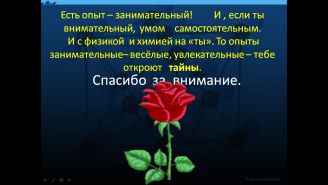 Есть опыт – занимательный! И , если ты
внимательный, умом самостоятельным.
И с физикой и химией на «ты». То опыты
занимательные– весёлые, увлекательные – тебе
откроют тайны.
Спасибо за внимание.